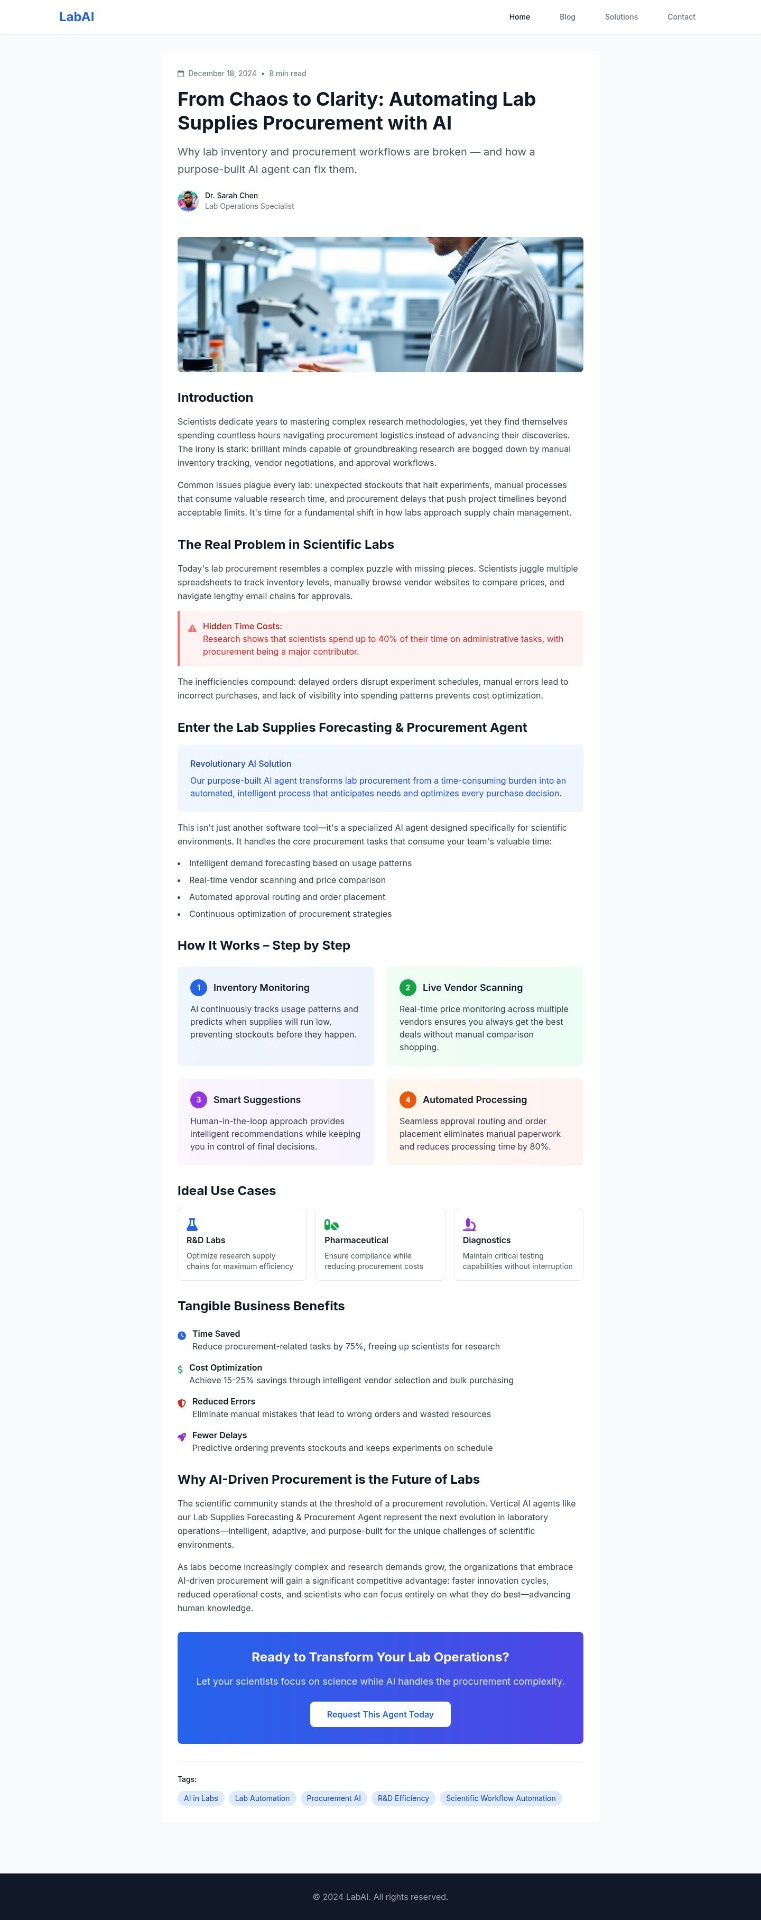 LabAI
Home
Blog
Solutions
Contact
December 18, 2024 • 8 min read
From Chaos to Clarity: Automating Lab
Supplies Procurement with AI
Why lab inventory and procurement workflows are broken — and how a
purpose-built AI agent can fix them.
Dr. Sarah Chen
Lab Operations Specialist
Introduction
Scientists dedicate years to mastering complex research methodologies, yet they find themselves
spending countless hours navigating procurement logistics instead of advancing their discoveries.
The irony is stark: brilliant minds capable of groundbreaking research are bogged down by manual
inventory tracking, vendor negotiations, and approval workflows.
Common issues plague every lab: unexpected stockouts that halt experiments, manual processes
that consume valuable research time, and procurement delays that push project timelines beyond
acceptable limits. It's time for a fundamental shift in how labs approach supply chain management.
The Real Problem in Scientific Labs
Today's lab procurement resembles a complex puzzle with missing pieces. Scientists juggle multiple
spreadsheets to track inventory levels, manually browse vendor websites to compare prices, and
navigate lengthy email chains for approvals.
Hidden Time Costs:
Research shows that scientists spend up to 40% of their time on administrative tasks, with
procurement being a major contributor.
The inefficiencies compound: delayed orders disrupt experiment schedules, manual errors lead to
incorrect purchases, and lack of visibility into spending patterns prevents cost optimization.
Enter the Lab Supplies Forecasting & Procurement Agent
Revolutionary AI Solution
Our purpose-built AI agent transforms lab procurement from a time-consuming burden into an
automated, intelligent process that anticipates needs and optimizes every purchase decision.
This isn't just another software tool—it's a specialized AI agent designed specifically for scientific
environments. It handles the core procurement tasks that consume your team's valuable time:
• Intelligent demand forecasting based on usage patterns
• Real-time vendor scanning and price comparison
• Automated approval routing and order placement
• Continuous optimization of procurement strategies
How It Works – Step by Step
1 Inventory Monitoring
AI continuously tracks usage patterns and
predicts when supplies will run low,
preventing stockouts before they happen.
2 Live Vendor Scanning
Real-time price monitoring across multiple
vendors ensures you always get the best
deals without manual comparison
shopping.
3 Smart Suggestions
Human-in-the-loop approach provides
intelligent recommendations while keeping
you in control of final decisions.
4 Automated Processing
Seamless approval routing and order
placement eliminates manual paperwork
and reduces processing time by 80%.
Ideal Use Cases
R&D Labs
Optimize research supply
chains for maximum efficiency
Pharmaceutical
Ensure compliance while
reducing procurement costs
Diagnostics
Maintain critical testing
capabilities without interruption
Tangible Business Benefits
Time Saved
Reduce procurement-related tasks by 75%, freeing up scientists for research
Cost Optimization
Achieve 15-25% savings through intelligent vendor selection and bulk purchasing
Reduced Errors
Eliminate manual mistakes that lead to wrong orders and wasted resources
Fewer Delays
Predictive ordering prevents stockouts and keeps experiments on schedule
Why AI-Driven Procurement is the Future of Labs
The scientific community stands at the threshold of a procurement revolution. Vertical AI agents like
our Lab Supplies Forecasting & Procurement Agent represent the next evolution in laboratory
operations—intelligent, adaptive, and purpose-built for the unique challenges of scientific
environments.
As labs become increasingly complex and research demands grow, the organizations that embrace
AI-driven procurement will gain a significant competitive advantage: faster innovation cycles,
reduced operational costs, and scientists who can focus entirely on what they do best—advancing
human knowledge.
Ready to Transform Your Lab Operations?
Let your scientists focus on science while AI handles the procurement complexity.
Request This Agent Today
Tags:
AI in Labs
Lab Automation
Procurement AI
R&D Efficiency
Scientific Workflow Automation
© 2024 LabAI. All rights reserved.